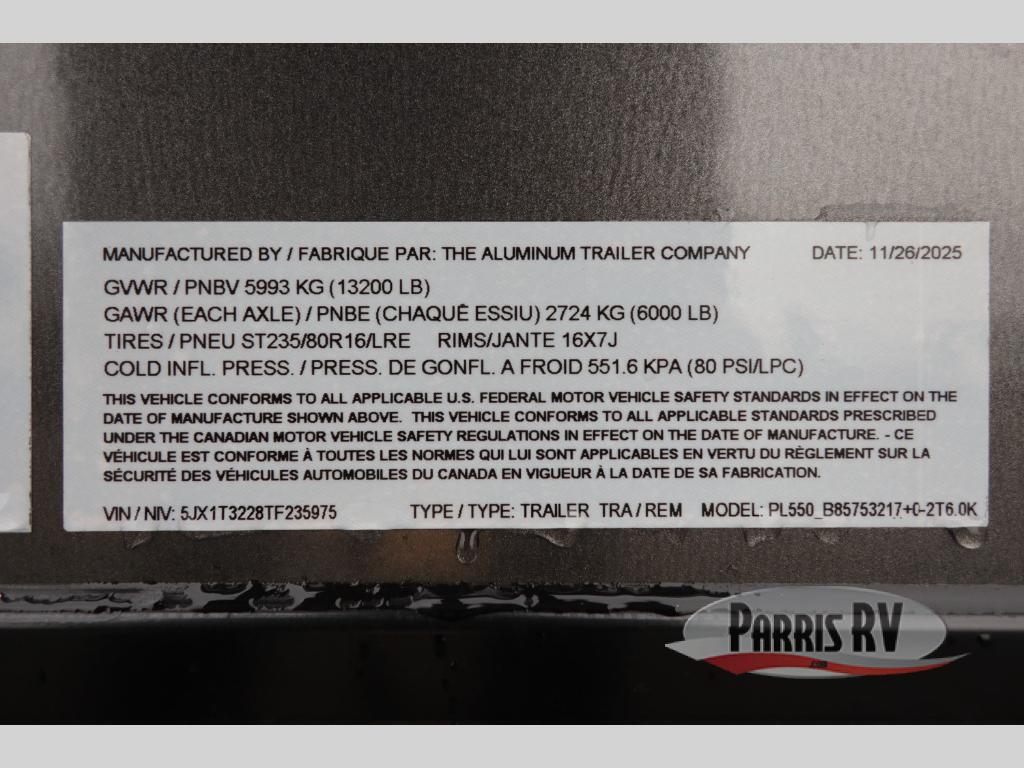 MANUFACTURED BY / FABRIQUE PAR: THE ALUMINUM TRAILER COMPANY DATE: 11/26/2025
GVWR / PNBV 5993 KG (13200 LB)
GAWR (EACH AXLE) / PNBE (CHAQUÊ ESSIU) 2724 KG (6000 LB)
TIRES / PNEU ST235/80R16/LRE RIMS/JANTE 16X7J
COLD INFL. PRESS. / PRESS. DE GONFL. A FROID 551.6 KPA (80 PSI/LPC)
THIS VEHICLE CONFORMS TO ALL APPLICABLE U.S. FEDERAL MOTOR VEHICLE SAFETY STANDARDS IN EFFECT ON THE
DATE OF MANUFACTURE SHOWN ABOVE. THIS VEHICLE CONFORMS TO ALL APPLICABLE STANDARDS PRESCRIBED
UNDER THE CANADIAN MOTOR VEHICLE SAFETY REGULATIONS IN EFFECT ON THE DATE OF MANUFACTURE. - CE
VÉHICULE EST CONFORME À TOUTES LES NORMES QUI LUI SONT APPLICABLES EN VERTU DU RÈGLEMENT SUR LA
SÉCURITÉ DES VÉHICULES AUTOMOBILES DU CANADA EN VIGUEUR À LA DATE DE SA FABRICATION.
VIN / NIV: 5JX1T3228TF235975 TYPE / TYPE: TRAILER TRA / REM MODEL: PL550_B85753217+0-2T6.0K
PARRIS RV
.com